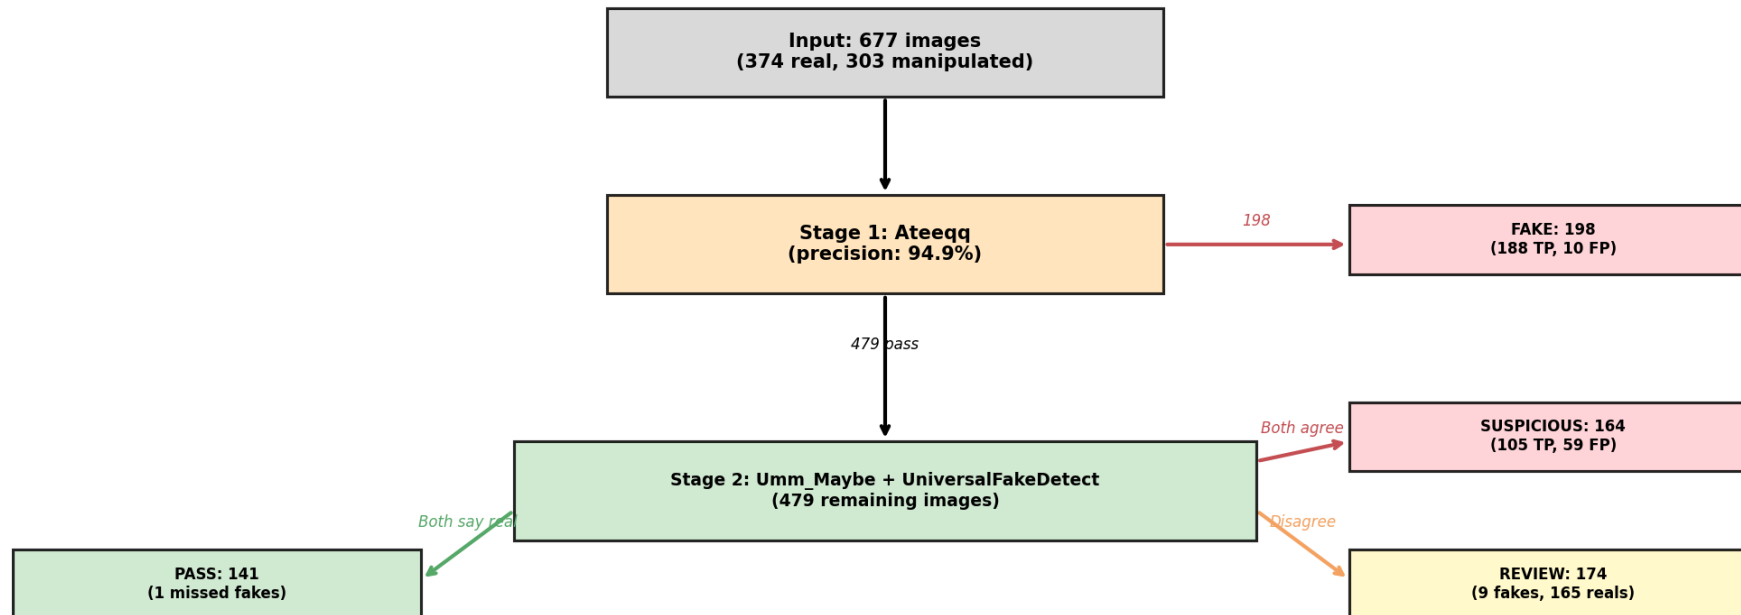 Input: 677 images
(374 real, 303 manipulated)
Stage 1: Ateeqq
(precision: 94.9%)
198
FAKE: 198
(188 TP, 10 FP)
479 pass
Both agree
SUSPICIOUS: 164
(105 TP, 59 FP)
Stage 2: Umm_Maybe + UniversalFakeDetect
(479 remaining images)
Both say real
Disagree
PASS: 141
(1 missed fakes)
REVIEW: 174
(9 fakes, 165 reals)